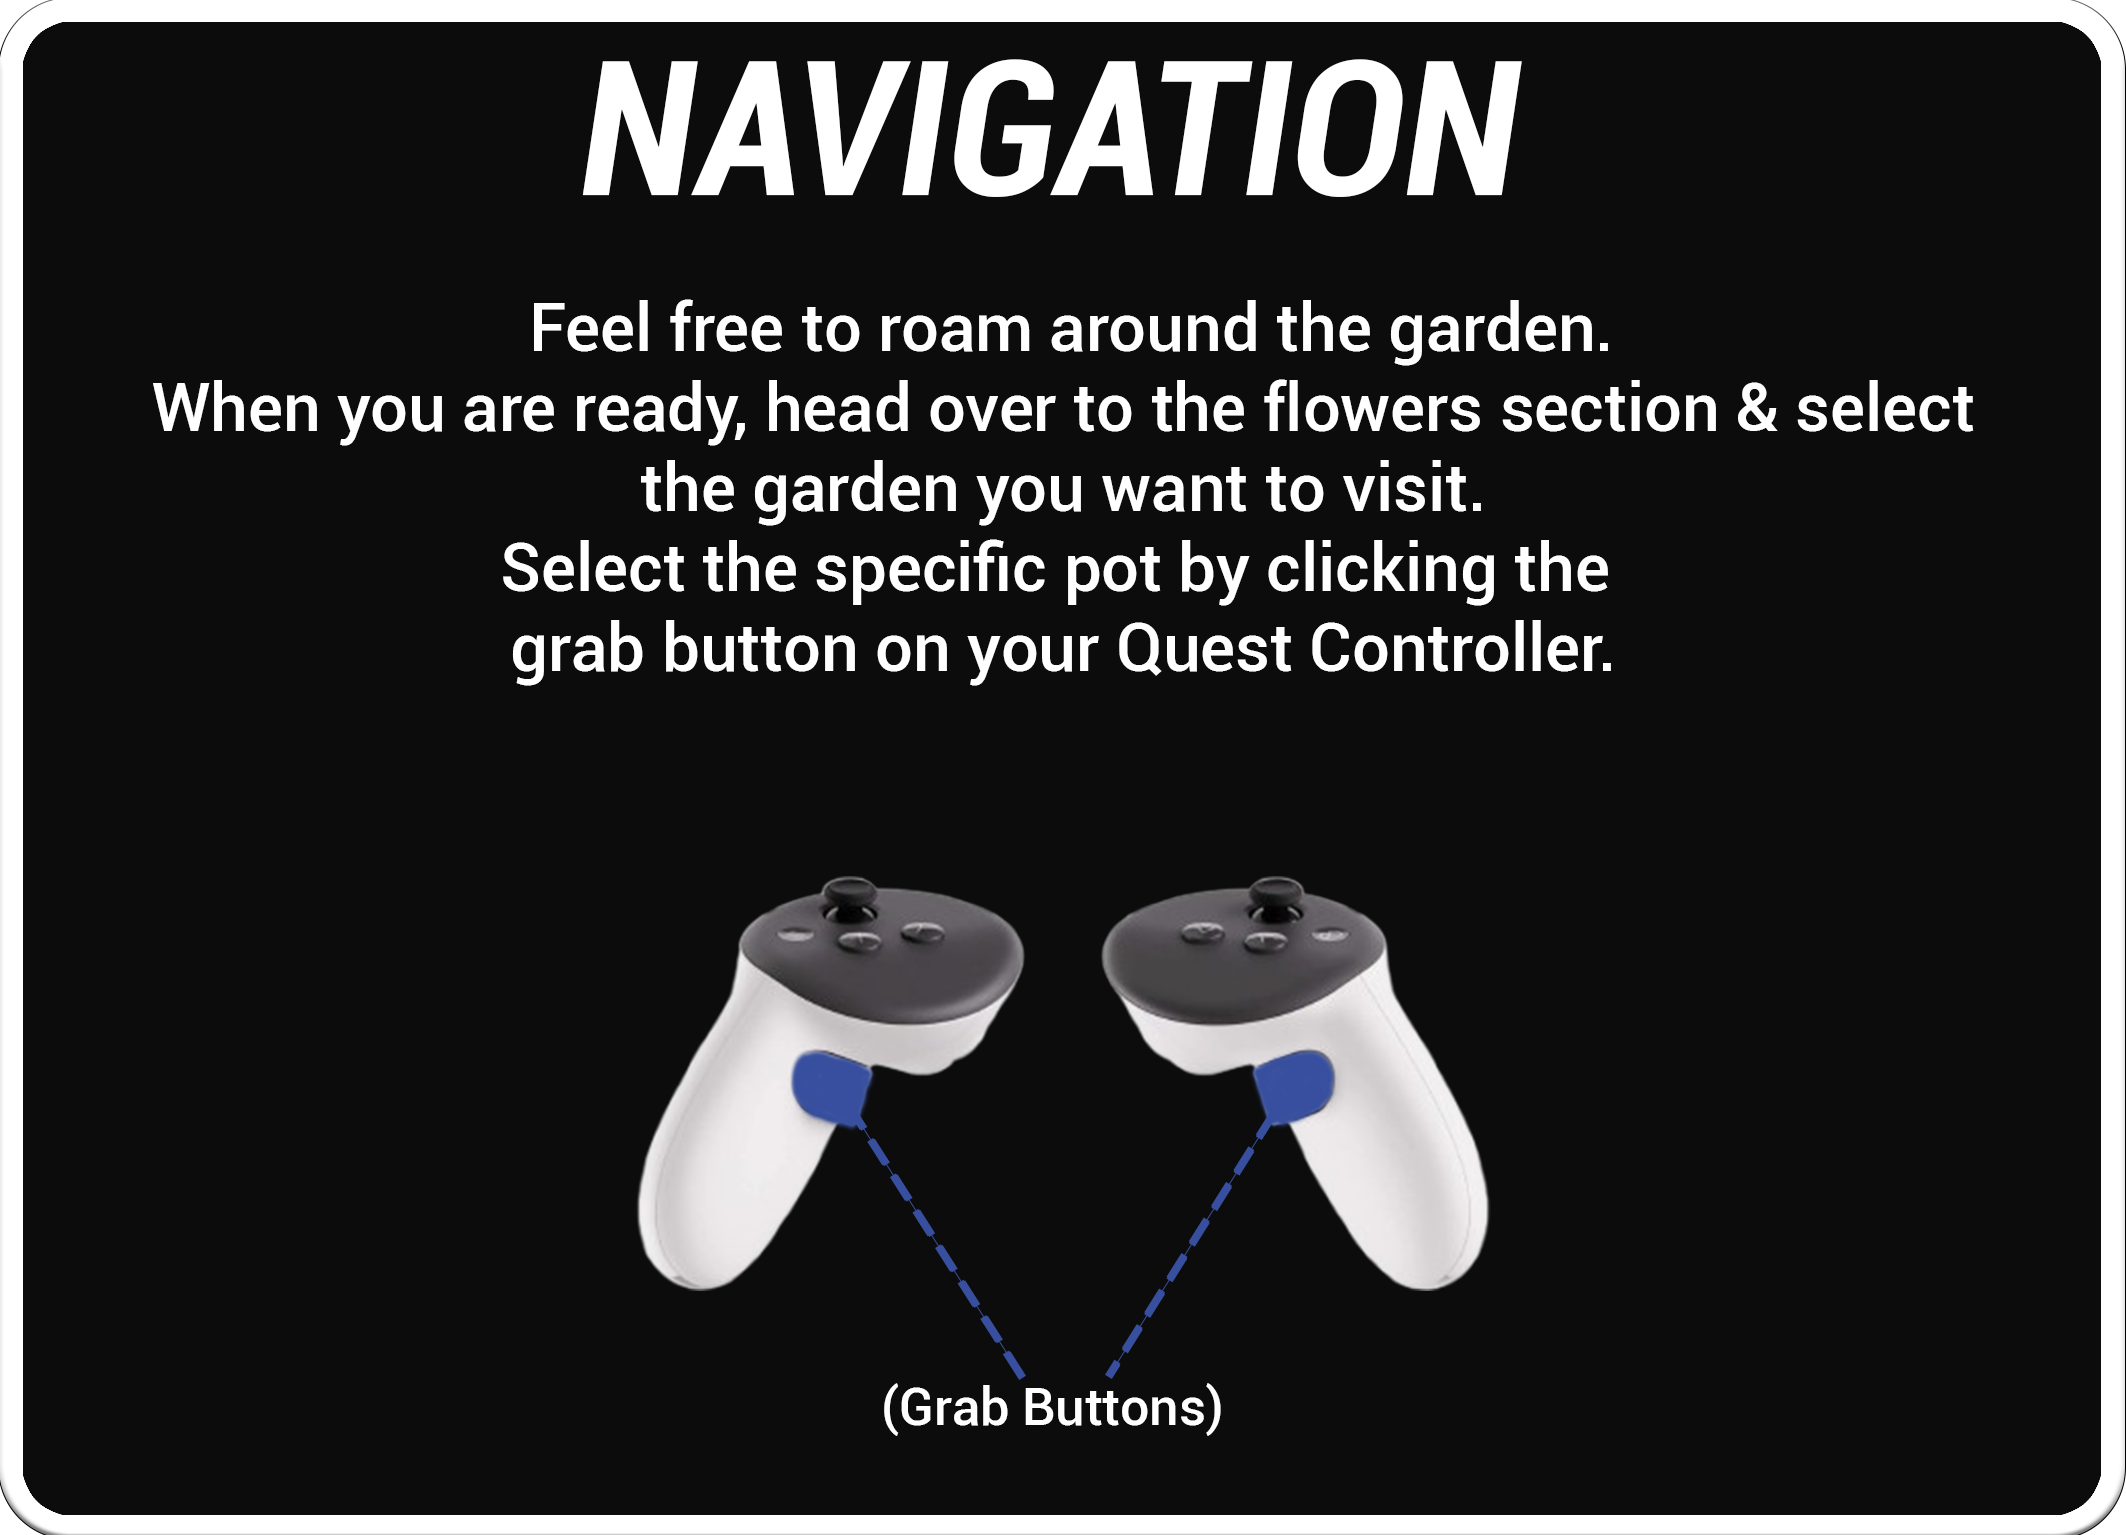 NAVIGATION
Feel free to roam around the garden.
When you are ready, head over to the flowers section & select
the garden you want to visit.
Select the specific pot by clicking the
grab button on your Quest Controller.
(Grab Buttons)